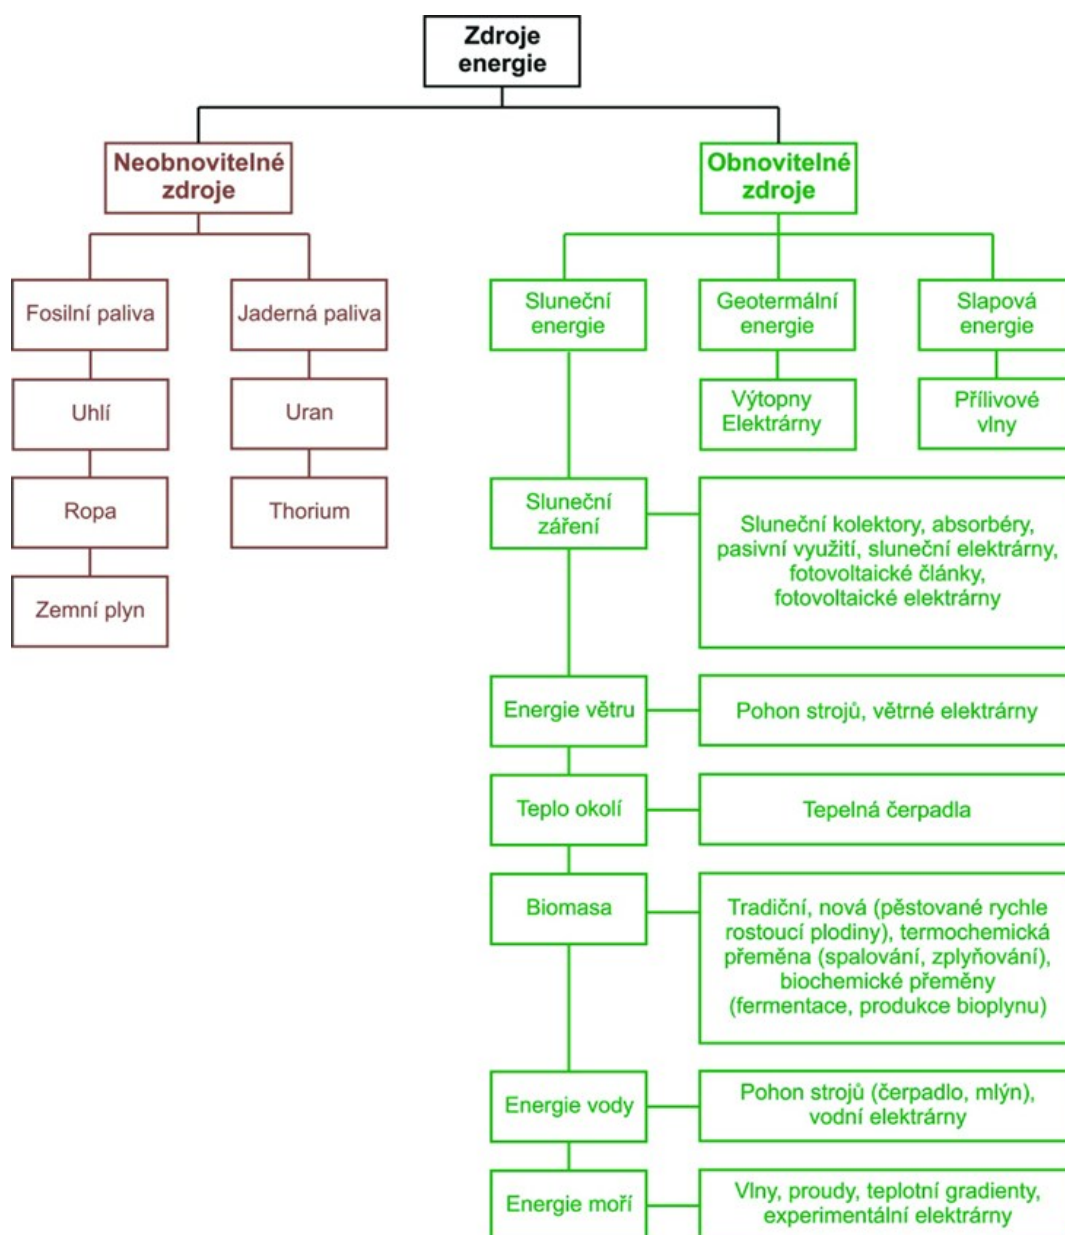 Zdroje
energie
Neobnovitelné
zdroje
Obnovitelné
zdroje
Fosilní paliva
Jaderná paliva
Sluneční
energie
Geotermální
energie
Slapová
energie
Uhlí
Uran
Výtopny
Elektrárny
Přílivové
vlny
Ropa
Thorium
Zemní plyn
Sluneční
záření
Sluneční kolektory, absorbéry,
pasivní využití, sluneční elektrárny,
fotovoltaické články,
fotovoltaické elektrárny
Energie větru
Pohon strojů, větrné elektrárny
Teplo okolí
Tepelná čerpadla
Biomasa
Tradiční, nová (pěstované rychle
rostoucí plodiny), termochemická
přeměna (spalování, zplyňování),
biochemické přeměny
(fermentace, produkce bioplynu)
Energie vody
Pohon strojů (čerpadlo, mlýn),
vodní elektrárny
Energie moří
Vlny, proudy, teplotní gradienty,
experimentální elektrárny